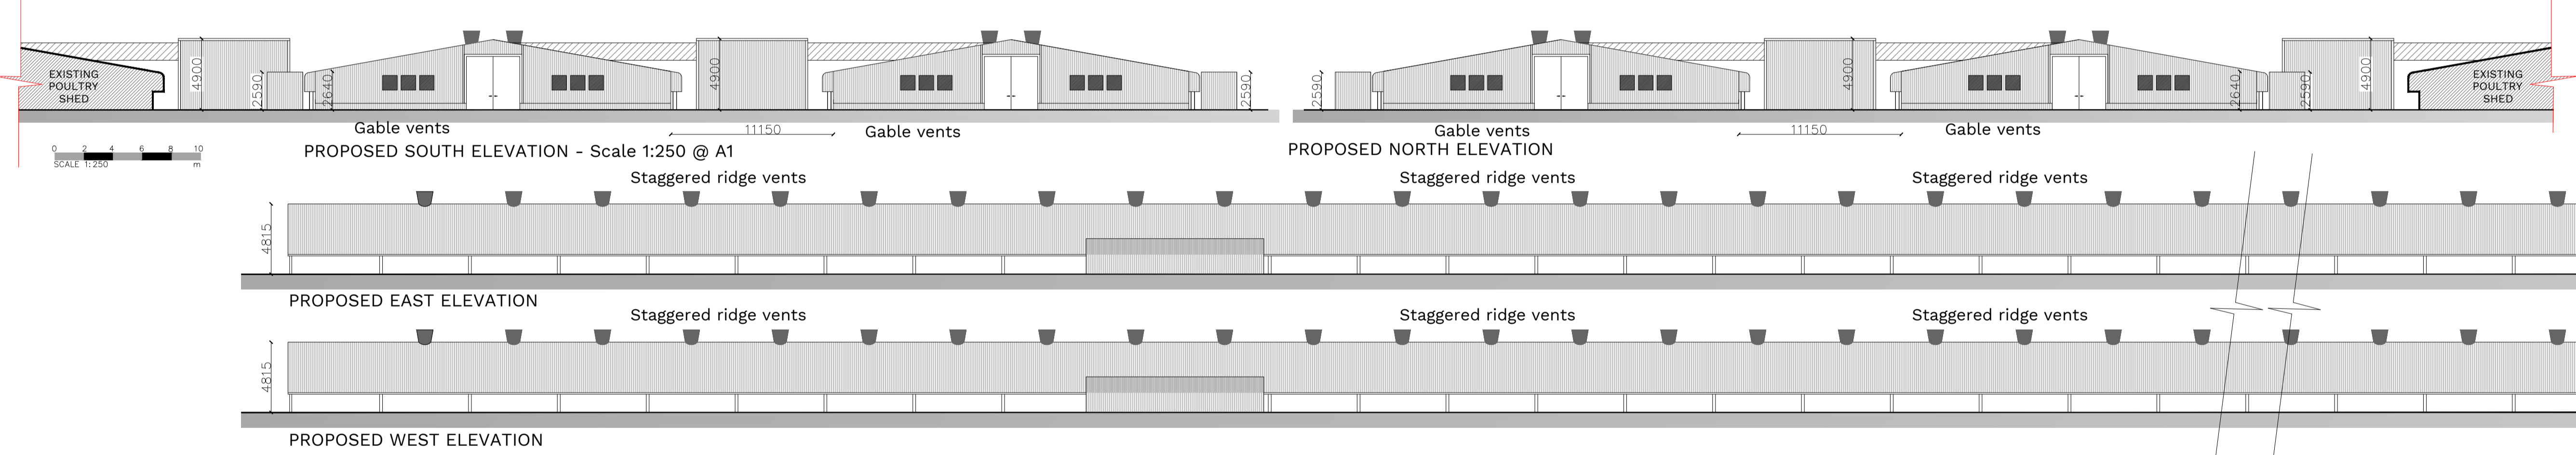 EXISTING
POULTRY
SHED
4900
2590
2640
4900
2590
2590
4900
2640
2590
4900
EXISTING
POULTRY
SHED
Gable vents
11150
Gable vents
Gable vents
11150
Gable vents
0 2 4 6 8 10
SCALE 1:250 m
PROPOSED SOUTH ELEVATION - Scale 1:250 @ A1
PROPOSED NORTH ELEVATION
Staggered ridge vents
Staggered ridge vents
Staggered ridge vents
4815
PROPOSED EAST ELEVATION
Staggered ridge vents
Staggered ridge vents
Staggered ridge vents
4815
PROPOSED WEST ELEVATION